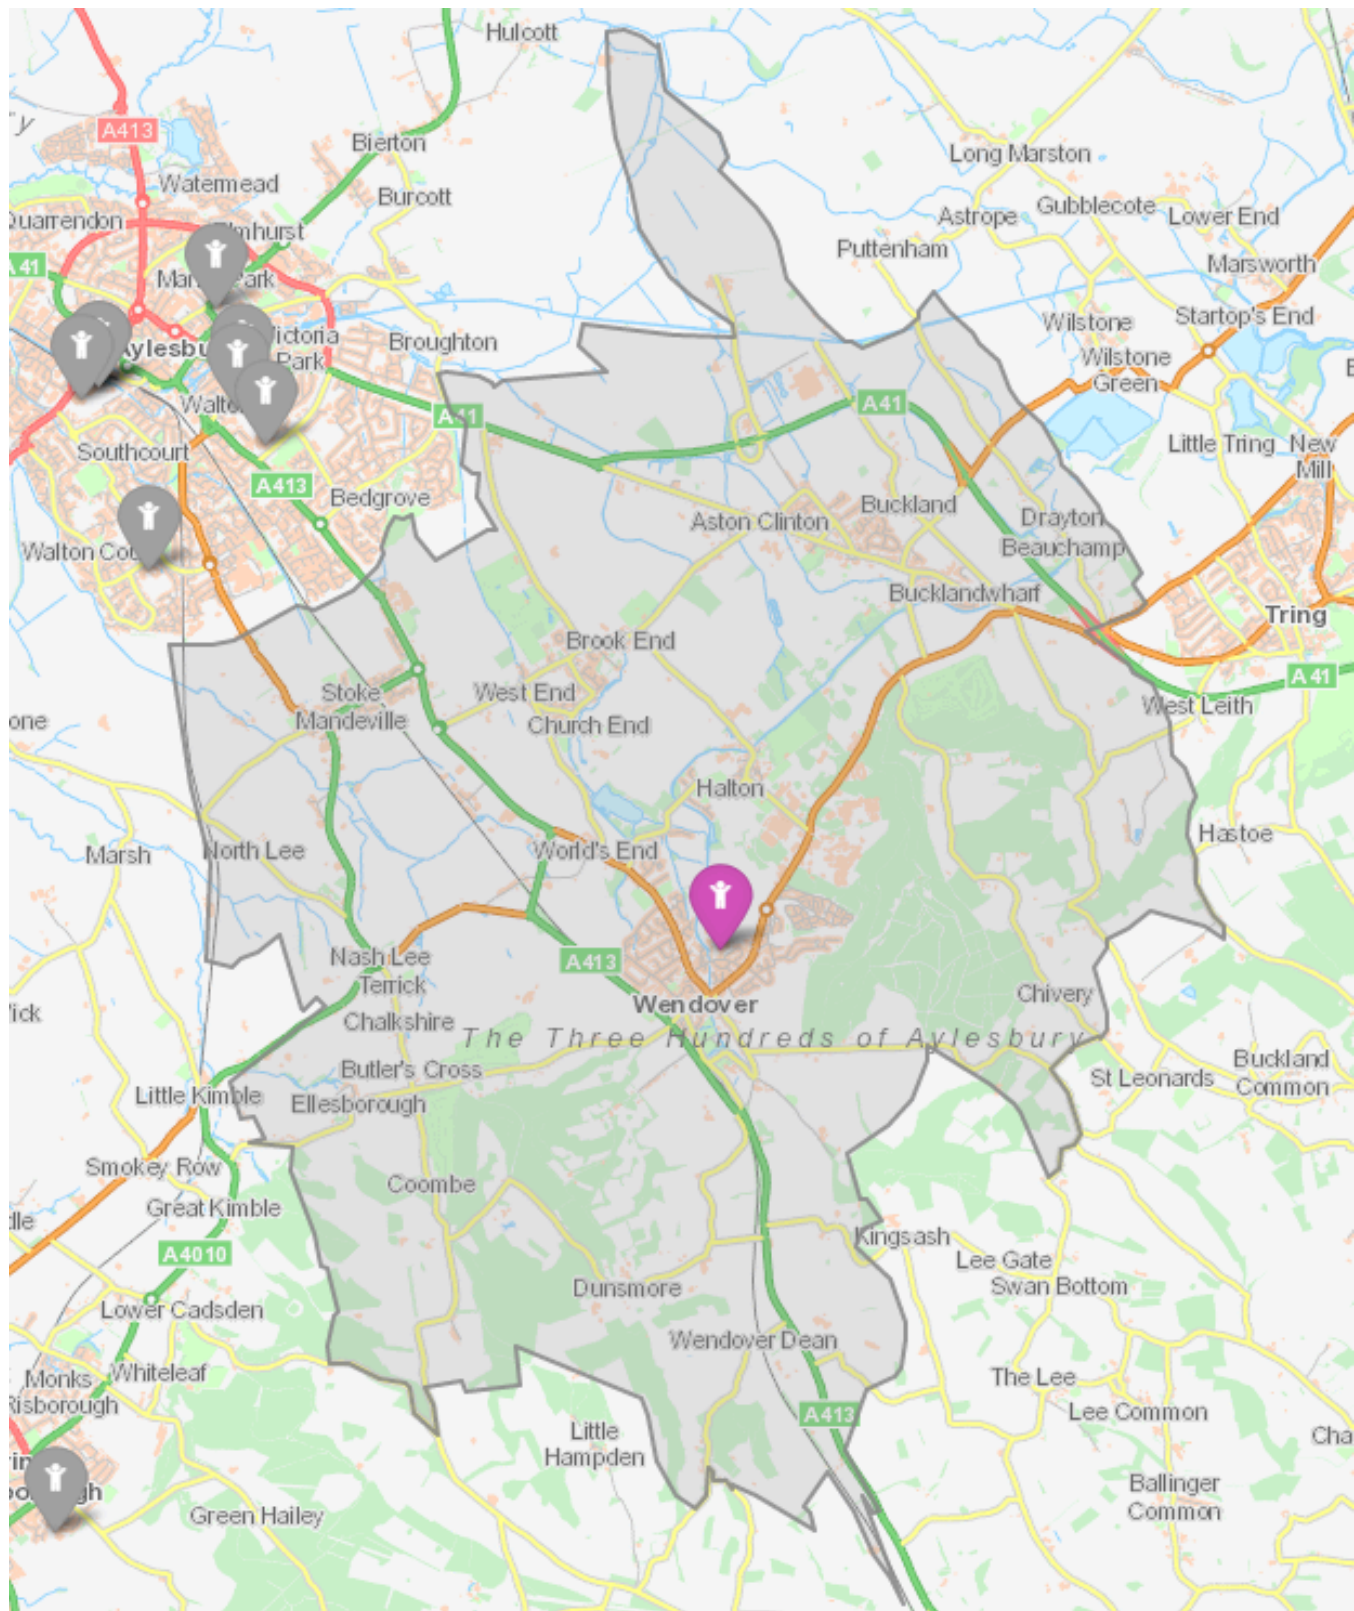 Hulcott
A413
Bierton
Long Marston
Watermead
Burcott
Gubblecote
Quarrendon
Astrope
Lower End
Puttenham
A41
Marsworth
Startop's End
Wilstone
Broughton
Wilstone
Green
A41
A41
Southcourt
Little Tring
New
Mill
A413
Bedgrove
Buckland
Aston Clinton
Drayton
Beauchamp
Bucklandwharf
Tring
Brook End
A41
Stoke
Mandeville
West End
Church End
West Leith
Halton
Hastoe
Marsh
North Lee
World's End
Nash Lee
Terrick
A413
Chivery
Wendover
Chalkshire
The Three Hundreds of Aylesbury
Buckland
Common
Butler's Cross
St Leonards
Little Kimble
Ellesborough
Smokey Row
Coombe
Great Kimble
Kingsash
A4010
Lee Gate
Swan Bottom
Dunsmore
Lower Cadsden
Wendover Dean
Whiteleaf
Monks
Risborough
The Lee
Lee Common
A413
Little
Hampden
Ballinger
Common
Green Hailey